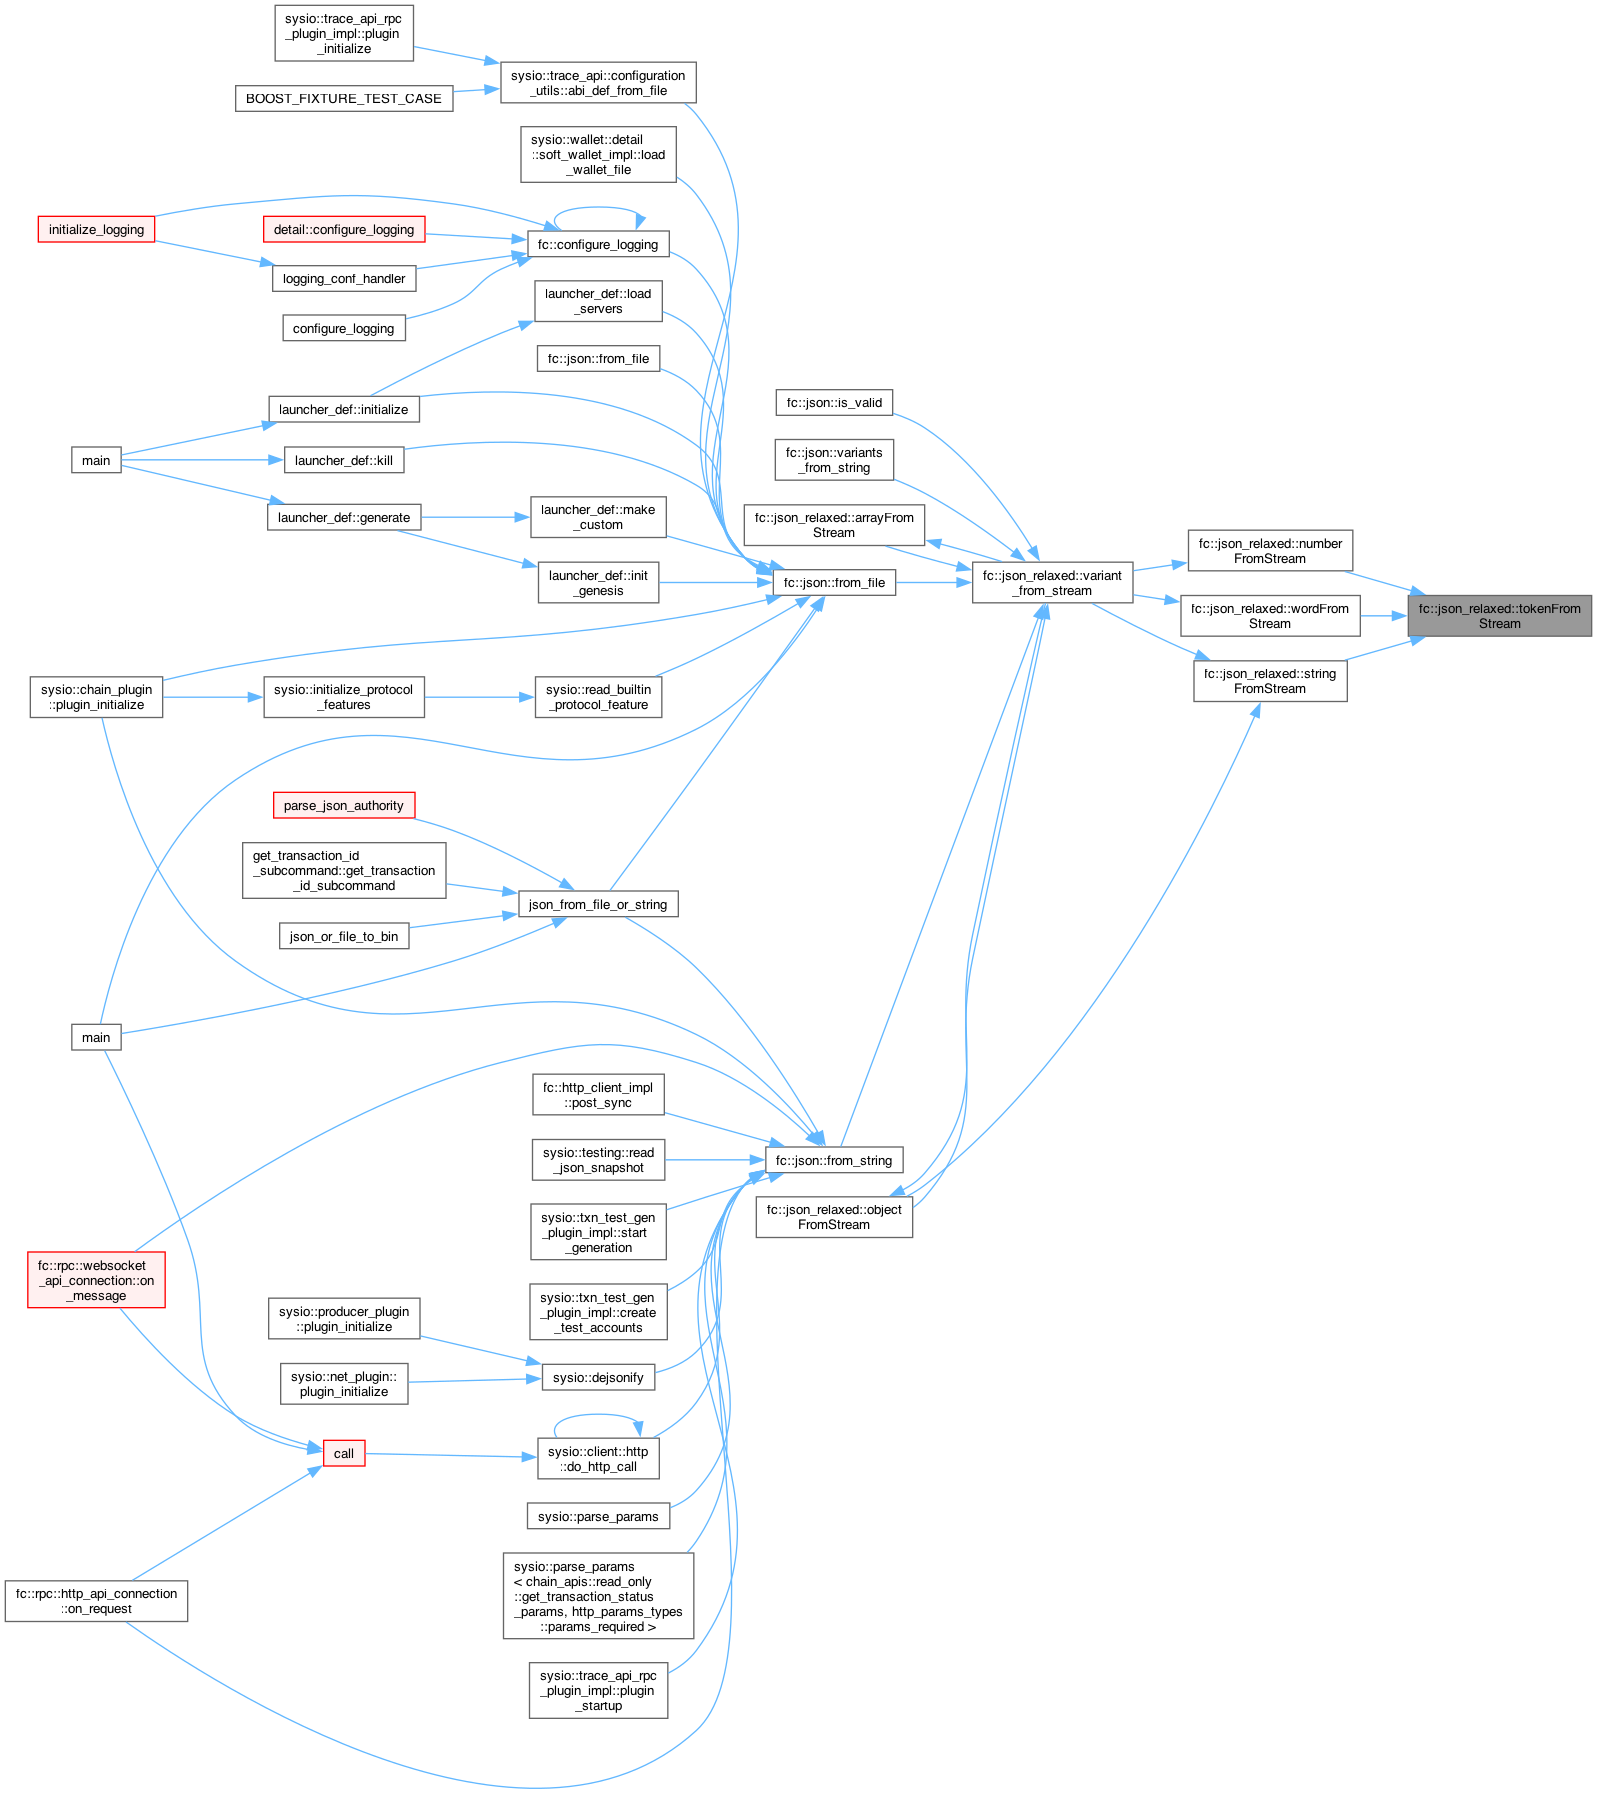 sysio::trace_api_rpc
_plugin_impl::plugin
_initialize
sysio::trace_api::configuration
_utils::abi_def_from_file
BOOST_FIXTURE_TEST_CASE
sysio::wallet::detail
::soft_wallet_impl::load
_wallet_file
initialize_logging
detail::configure_logging
fc::configure_logging
logging_conf_handler
launcher_def::load
_servers
configure_logging
fc::json::from_file
fc::json::is_valid
launcher_def::initialize
main
launcher_def::kill
fc::json::variants
_from_string
launcher_def::generate
launcher_def::make
_custom
fc::json_relaxed::arrayFrom
Stream
fc::json_relaxed::number
FromStream
launcher_def::init
_genesis
fc::json::from_file
fc::json_relaxed::variant
_from_stream
fc::json_relaxed::wordFrom
Stream
fc::json_relaxed::tokenFrom
Stream
fc::json_relaxed::string
FromStream
sysio::chain_plugin
::plugin_initialize
sysio::initialize_protocol
_features
sysio::read_builtin
_protocol_feature
parse_json_authority
get_transaction_id
_subcommand::get_transaction
_id_subcommand
json_from_file_or_string
json_or_file_to_bin
main
fc::http_client_impl
::post_sync
sysio::testing::read
_json_snapshot
fc::json::from_string
sysio::txn_test_gen
_plugin_impl::start
_generation
fc::json_relaxed::object
FromStream
fc::rpc::websocket
_api_connection::on
_message
sysio::txn_test_gen
_plugin_impl::create
_test_accounts
sysio::producer_plugin
::plugin_initialize
sysio::net_plugin::
plugin_initialize
sysio::dejsonify
call
sysio::client::http
::do_http_call
sysio::parse_params
sysio::parse_params
< chain_apis::read_only
::get_transaction_status
_params, http_params_types
::params_required >
fc::rpc::http_api_connection
::on_request
sysio::trace_api_rpc
_plugin_impl::plugin
_startup